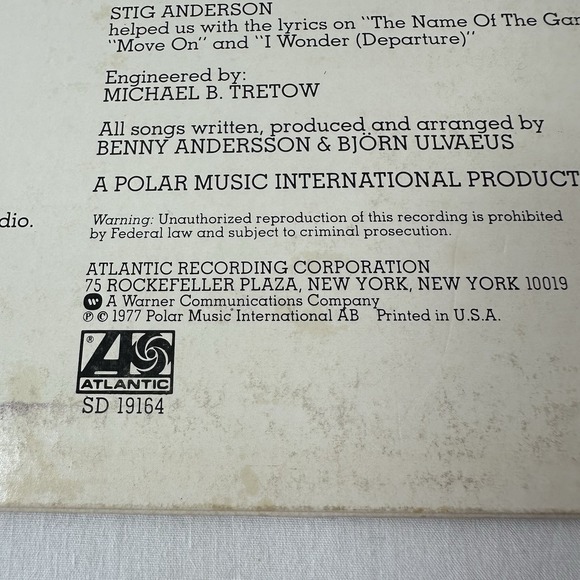 STIG ANDERSON
helped us with the lyrics on "The Name Of The
"Move On" and "I Wonder (Departure)"
Engineered by:
MICHAEL B. TRETOW
All songs written, produced and arranged by
BENNY ANDERSSON & BJÖRN ULVAEUS
A POLAR MUSIC INTERNATIONAL PRODUCT
dio.
Warning: Unauthorized reproduction of this recording is prohibited
by Federal law and subject to criminal prosecution.
ATLANTIC RECORDING CORPORATION
75 ROCKEFELLER PLAZA, NEW YORK, NEW YORK 10019
A Warner Communications Company
℗ © 1977 Polar Music International AB Printed in U.S.A.
®
ATLANTIC
SD 19164